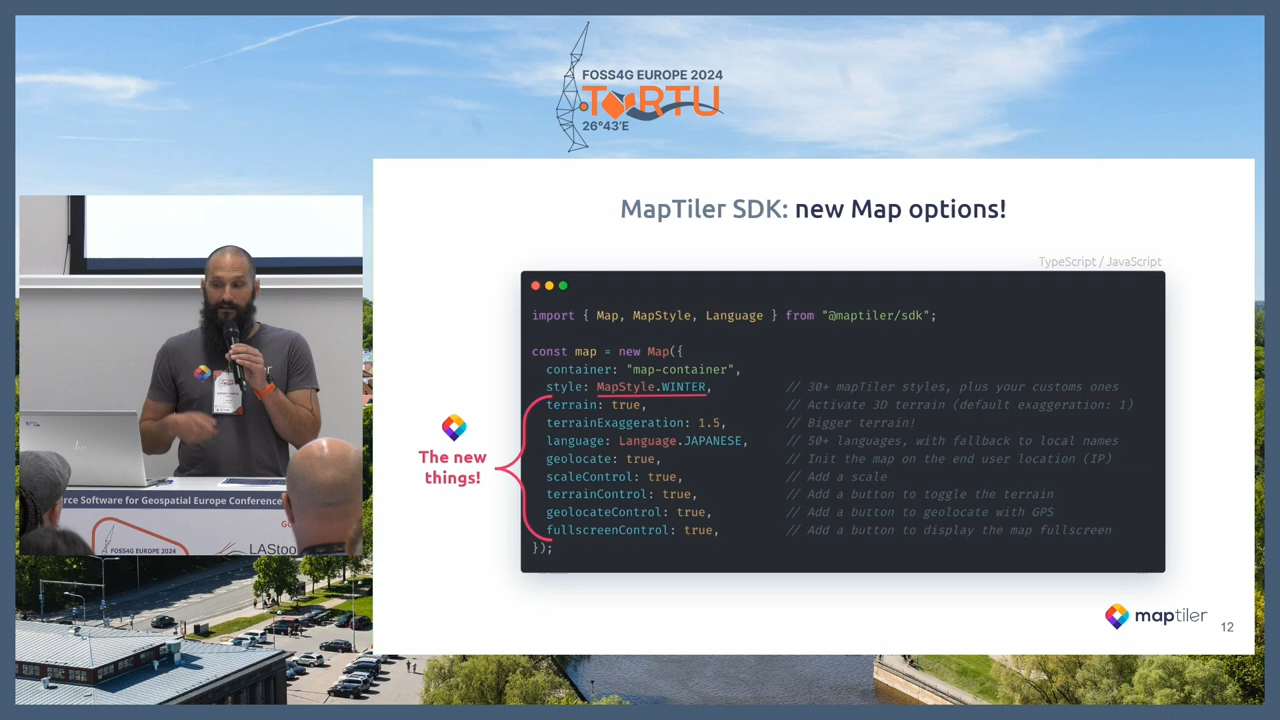 FOSS4G EUROPE 2024
TARTU
26°43'E
MapTiler SDK: new Map options!
TypeScript / JavaScript
import { Map, MapStyle, Language } from "@maptiler/sdk";
const map = new Map({
container: "map-container",
style: MapStyle.WINTER, // 30+ mapTiler styles, plus your customs ones
terrain: true, // Activate 3D terrain (default exaggeration: 1)
terrainExaggeration: 1.5, // Bigger terrain!
language: Language.JAPANESE, // 50+ languages, with fallback to local names
geolocate: true, // Init the map on the end user location (IP)
scaleControl: true, // Add a scale
terrainControl: true, // Add a button to toggle the terrain
geolocateControl: true, // Add a button to geolocate with GPS
fullscreenControl: true, // Add a button to display the map fullscreen
});
The new
things!
maptiler
12
hp
rce Software for Geospatial Europe Conference
FOSS4G EUROPE 2024
LAStoo